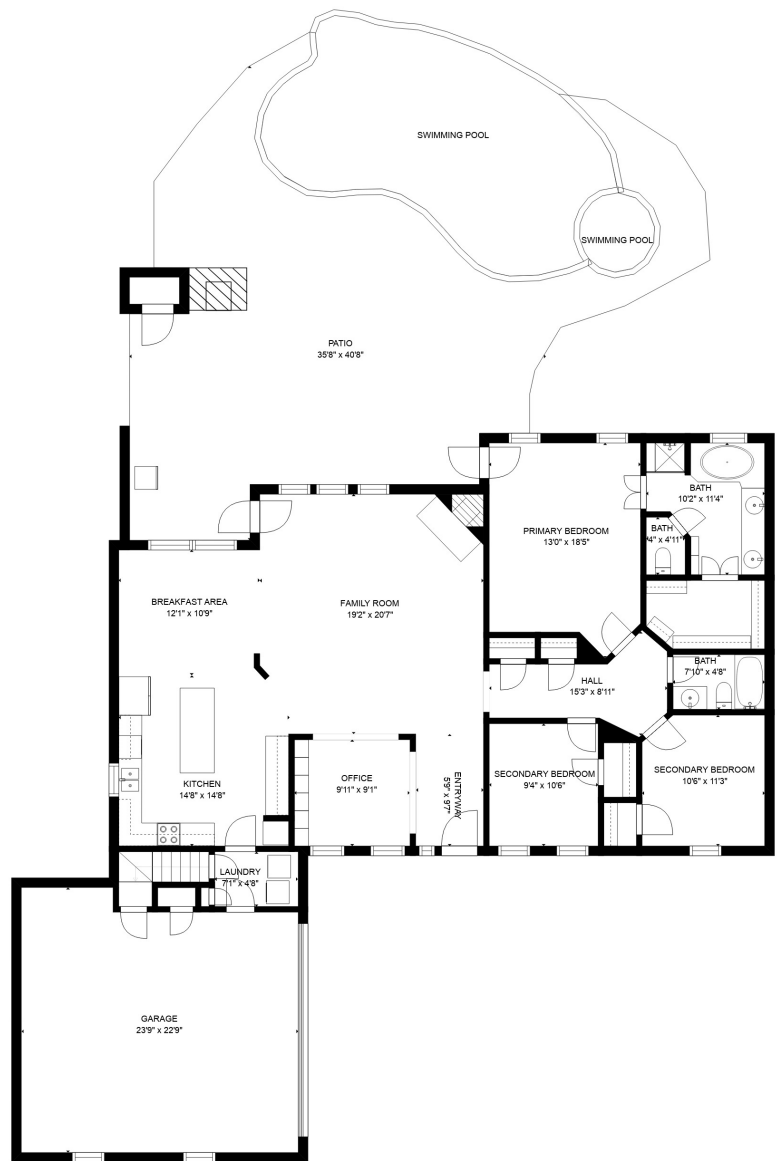 SWIMMING POOL
SWIMMING POOL
PATIO
35'8" x 40'8"
BATH
10'2" x 11'4"
PRIMARY BEDROOM
13'0" x 18'5"
BATH
'4" x 4'11"
BREAKFAST AREA
12'1" x 10'9"
FAMILY ROOM
19'2" x 20'7"
BATH
7'10" x 4'8"
HALL
15'3" x 8'11"
KITCHEN
14'8" x 14'8"
OFFICE
9'11" x 9'1"
ENTRYWAY
5'9" x 9'7"
SECONDARY BEDROOM
9'4" x 10'6"
SECONDARY BEDROOM
10'6" x 11'3"
LAUNDRY
7'1" x 4'8"
GARAGE
23'9" x 22'9"